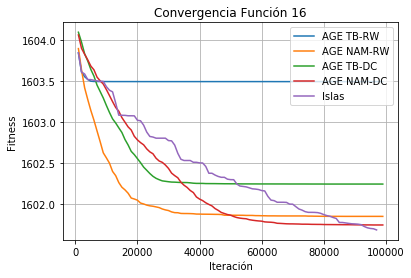 Convergencia Función 16
Fitness
1604.0
1603.5
1603.0
1602.5
1602.0
AGE TB-RW
AGE NAM-RW
AGE TB-DC
AGE NAM-DC
Islas
0 20000 40000 60000 80000 100000
Iteración